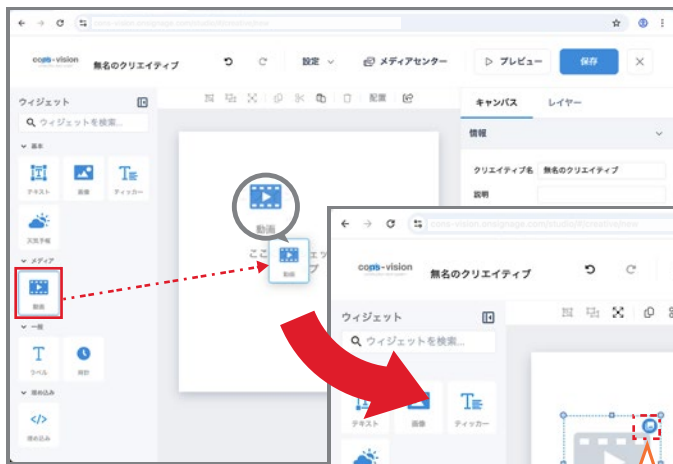 cons-vision
無名のクリエイティブ
設定
メディアセンター
プレビュー
保存
ウィジェット
キャンバス
レイヤー
配置
ウィジェットを検索...
情報
基本
テキスト
画像
ティッカー
クリエイティブ名
無名のクリエイティブ
説明
天気予報
メディア
動画
動画
動画
一般
ラベル
時計
埋め込み
埋め込み
cons-vision
無名のクリエイティブ
ウィジェット
ウィジェットを検索...
テキスト
画像
ティッカー